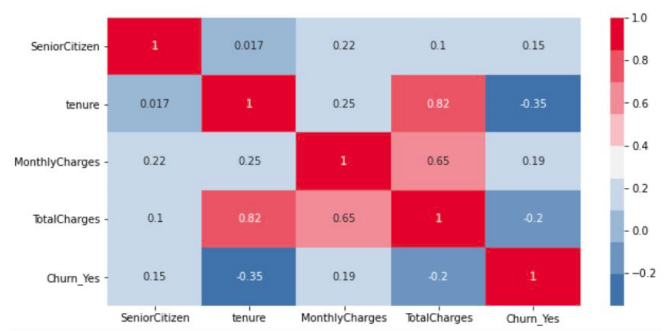 SeniorCitizen 1 0.017 0.22 0.1 0.15
tenure 0.017 1 0.25 0.82 -0.35
MonthlyCharges 0.22 0.25 1 0.65 0.19
TotalCharges 0.1 0.82 0.65 1 -0.2
Churn_Yes 0.15 -0.35 0.19 -0.2 1
SeniorCitizen tenure MonthlyCharges TotalCharges Churn_Yes
1.0
0.8
0.6
0.4
0.2
0.0
−0.2